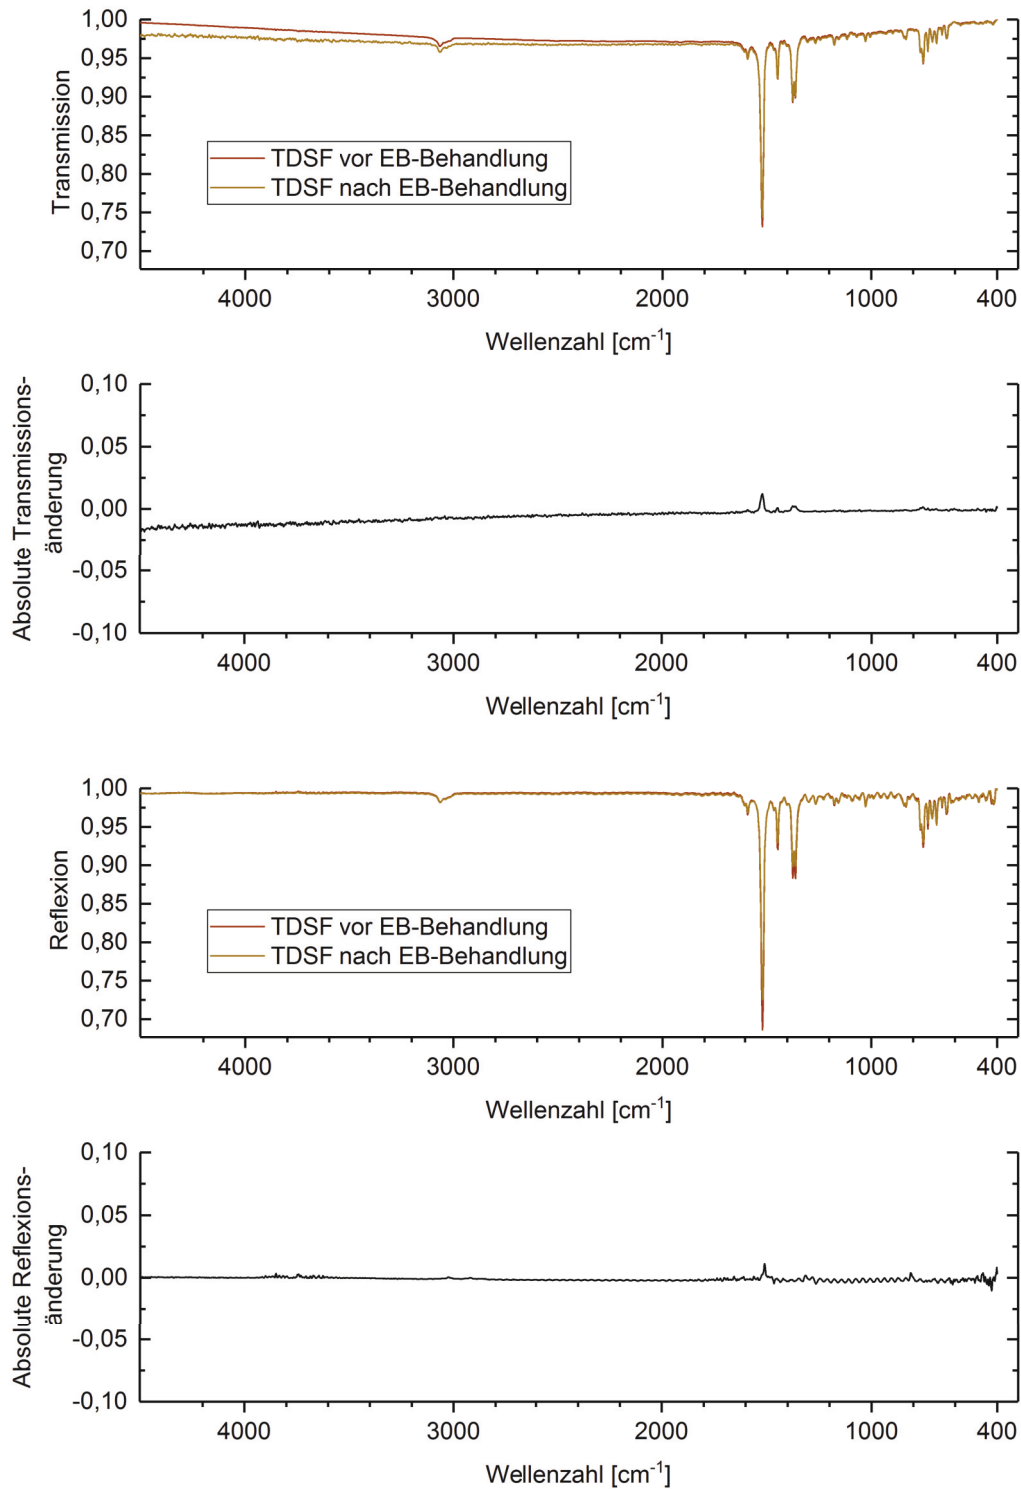 1,00
0,95
0,90
0,85
0,80
0,75
0,70
Transmission
TDSF vor EB-Behandlung
TDSF nach EB-Behandlung
4000 3000 2000 1000 400
Wellenzahl [cm⁻¹]
0,10
0,05
0,00
-0,05
-0,10
Absolute Transmissions-
änderung
4000 3000 2000 1000 400
Wellenzahl [cm⁻¹]
1,00
0,95
0,90
0,85
0,80
0,75
0,70
Reflexion
TDSF vor EB-Behandlung
TDSF nach EB-Behandlung
4000 3000 2000 1000 400
Wellenzahl [cm⁻¹]
0,10
0,05
0,00
-0,05
-0,10
Absolute Reflexions-
änderung
4000 3000 2000 1000 400
Wellenzahl [cm⁻¹]